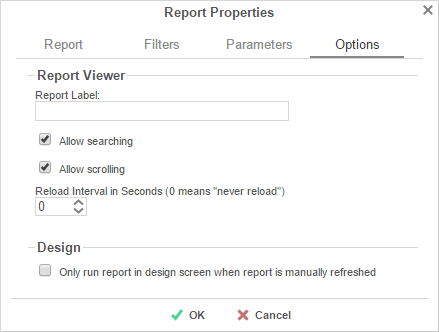 Report Properties
Report Filters Parameters Options
Report Viewer
Report Label:
Allow searching
Allow scrolling
Reload Interval in Seconds (0 means "never reload")
0
Design
Only run report in design screen when report is manually refreshed
OK Cancel